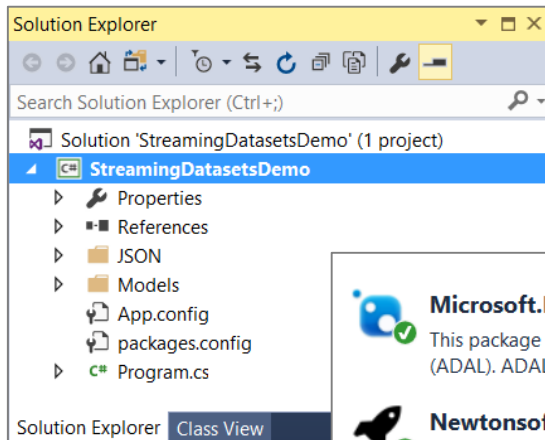 Solution Explorer
Search Solution Explorer (Ctrl+;)
Solution 'StreamingDatasetsDemo' (1 project)
C# StreamingDatasetsDemo
Properties
References
JSON
Models
App.config
packages.config
C# Program.cs
Solution Explorer Class View
Microsoft.
This package
(ADAL). ADAL
Newtonsof